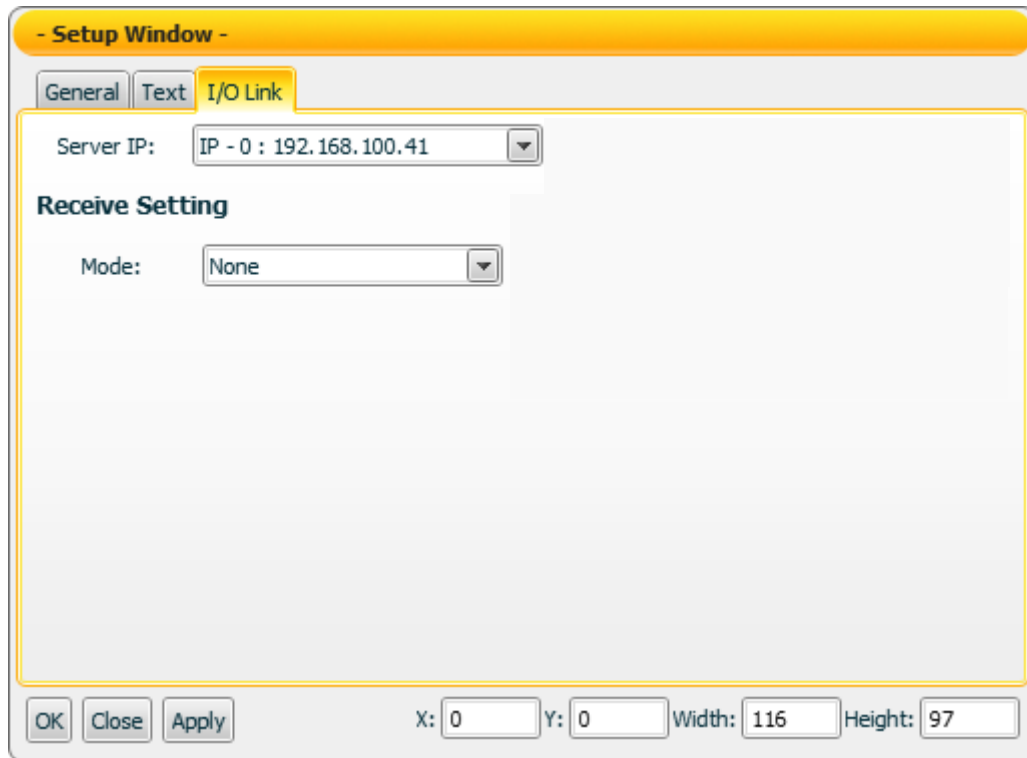 - Setup Window -
General Text I/O Link
Server IP: IP - 0 : 192.168.100.41
Receive Setting
Mode: None
OK Close Apply X: 0 Y: 0 Width: 116 Height: 97